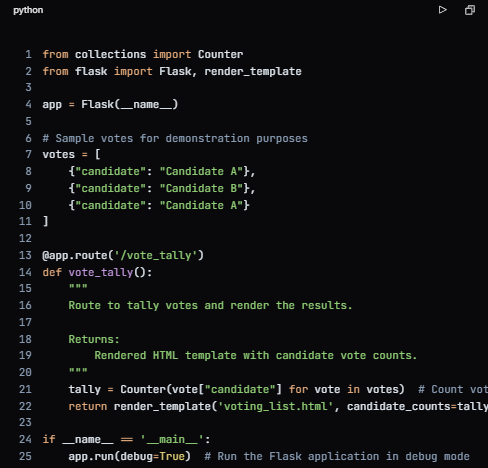 python
1 from collections import Counter
2 from flask import Flask, render_template
3
4 app = Flask(__name__)
5
6 # Sample votes for demonstration purposes
7 votes = [
8     {"candidate": "Candidate A"},
9     {"candidate": "Candidate B"},
10     {"candidate": "Candidate A"}
11 ]
12
13 @app.route('/vote_tally')
14 def vote_tally():
15     """
16     Route to tally votes and render the results.
17
18     Returns:
19         Rendered HTML template with candidate vote counts.
20     """
21     tally = Counter(vote["candidate"] for vote in votes)  # Count vot
22     return render_template('voting_list.html', candidate_counts=tally
23
24 if __name__ == '__main__':
25     app.run(debug=True)  # Run the Flask application in debug mode